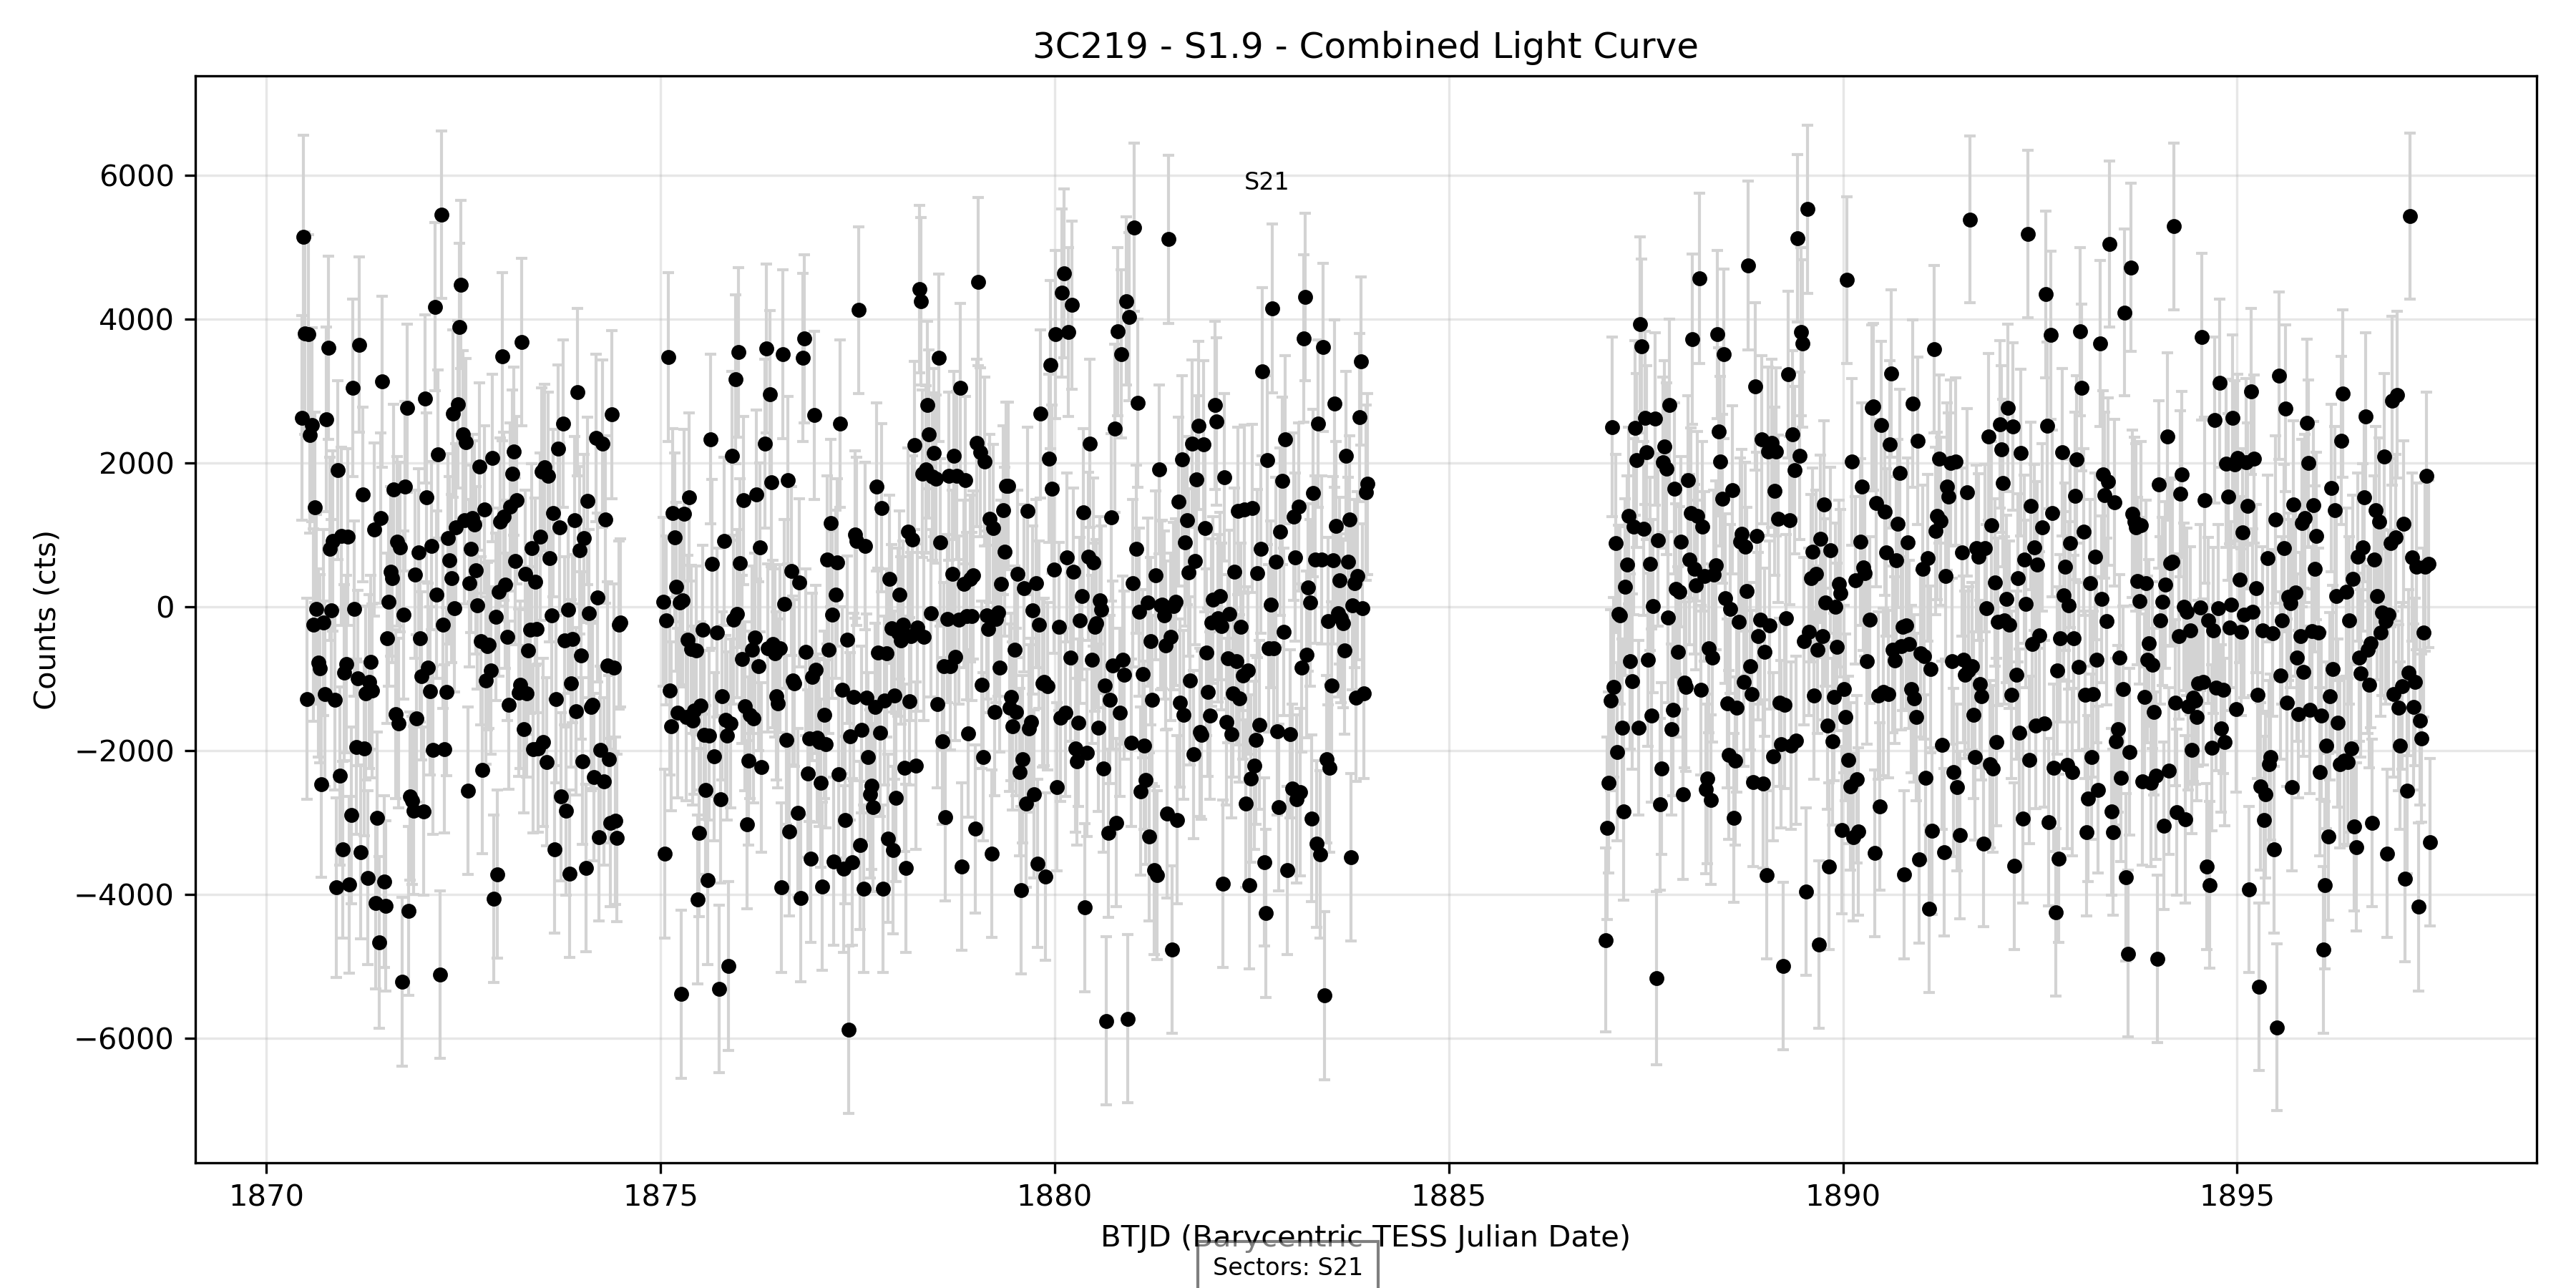 3C219 - S1.9 - Combined Light Curve
S21
6000
4000
2000
0
−2000
−4000
−6000
Counts (cts)
1870 1875 1880 1885 1890 1895
BTJD (Barycentric TESS Julian Date)
Sectors: S21